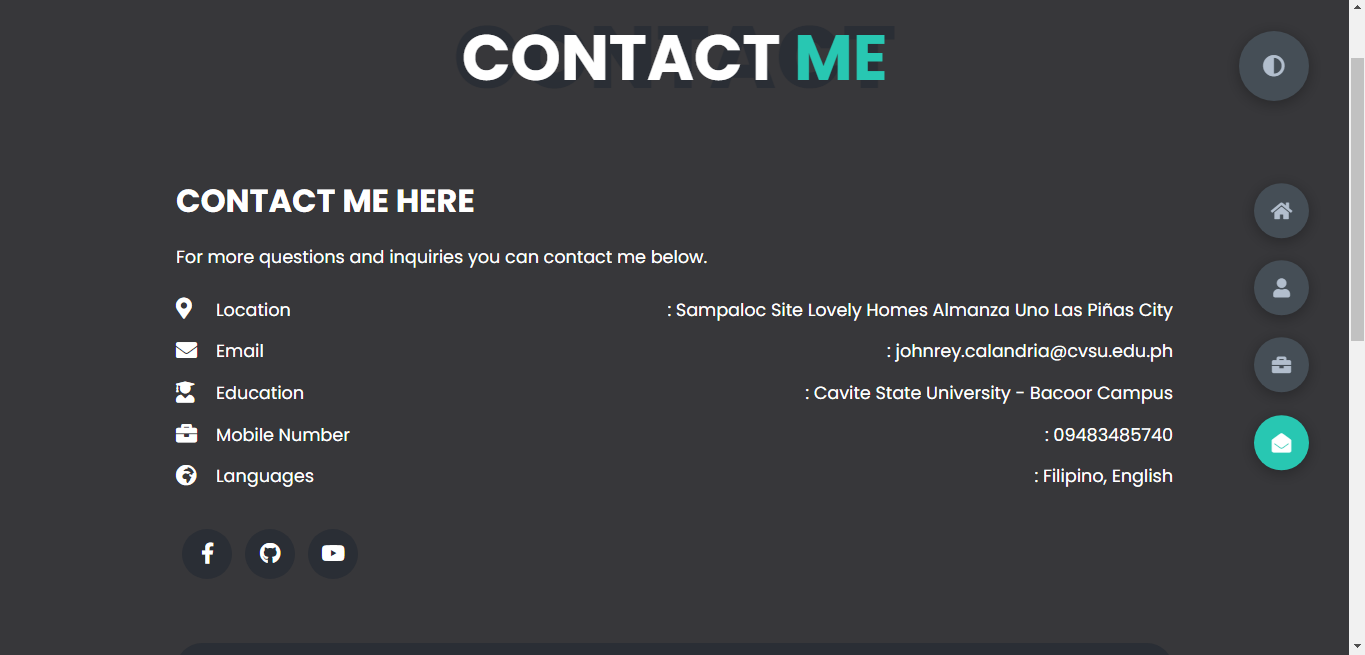 CONTACT ME
CONTACT
CONTACT ME HERE
For more questions and inquiries you can contact me below.
Location : Sampaloc Site Lovely Homes Almanza Uno Las Piñas City
Email : johnrey.calandria@cvsu.edu.ph
Education : Cavite State University - Bacoor Campus
Mobile Number : 09483485740
Languages : Filipino, English